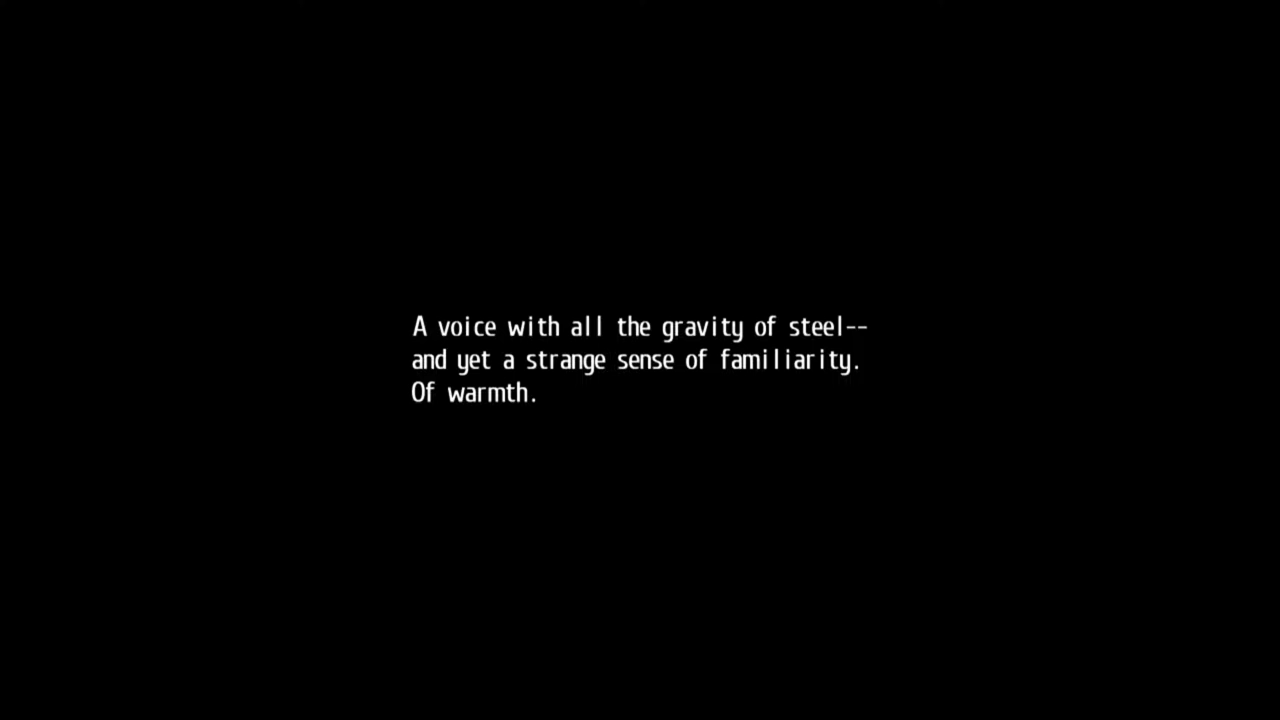 A voice with all the gravity of steel--
and yet a strange sense of familiarity.
Of warmth.